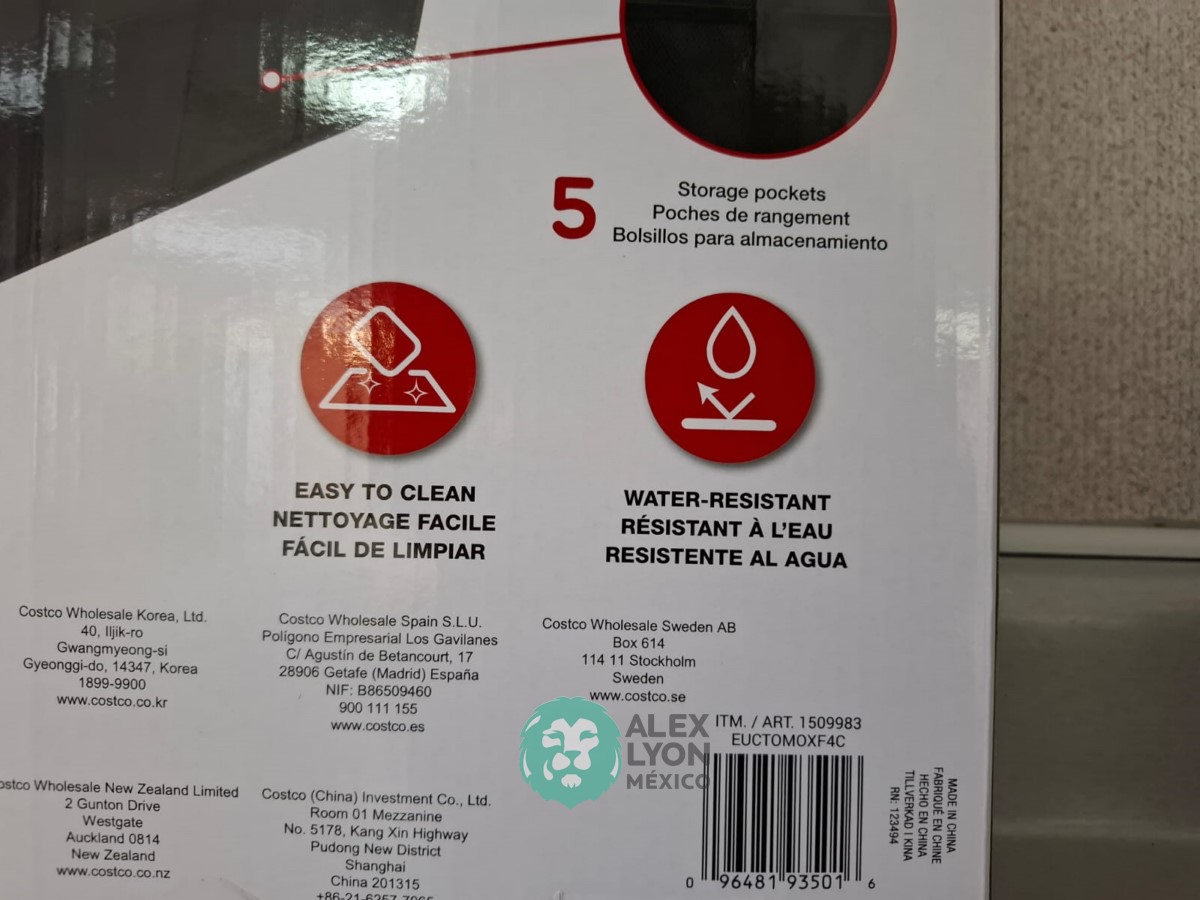 5
Storage pockets
Poches de rangement
Bolsillos para almacenamiento
EASY TO CLEAN
NETTOYAGE FACILE
FÁCIL DE LIMPIAR
WATER-RESISTANT
RÉSISTANT À L'EAU
RESISTENTE AL AGUA
Costco Wholesale Korea, Ltd.
40, Iljik-ro
Gwangmyeong-si
Gyeonggi-do, 14347, Korea
1899-9900
www.costco.co.kr
Costco Wholesale Spain S.L.U.
Polígono Empresarial Los Gavilanes
C/ Agustín de Betancourt, 17
28906 Getafe (Madrid) España
NIF: B86509460
900 111 155
www.costco.es
Costco Wholesale Sweden AB
Box 614
114 11 Stockholm
Sweden
www.costco.se
ALEX
LYON
MÉXICO
ITM. / ART. 1509983
EUCTOMOXF4C
Wholesale New Zealand Limited
2 Gunton Drive
Westgate
Auckland 0814
New Zealand
www.costco.co.nz
Costco (China) Investment Co., Ltd.
Room 01 Mezzanine
No. 5178, Kang Xin Highway
Pudong New District
Shanghai
China 201315
0 96481 93501 6
MADE IN CHINA
FABRIQUÉ EN CHINE
HECHO EN CHINA
TILLVERKAD I KINA
RN: 123494